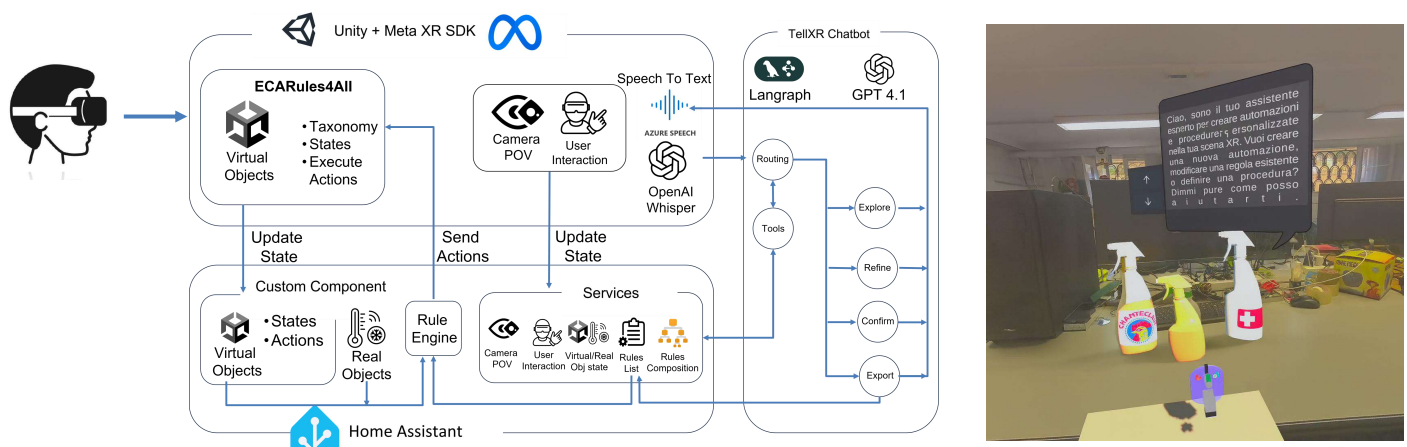 Unity + Meta XR SDK
ECARules4All
Virtual
Objects
• Taxonomy
• States
• Execute
Actions
Camera
POV
User
Interaction
Speech To Text
AZURE SPEECH
OpenAI
Whisper
Update
State
Send
Actions
Update
State
Custom Component
Virtual
Objects
• States
• Actions
Real
Objects
Rule
Engine
Services
Camera
POV
User
Interaction
Virtual/Real
Obj state
Rules
List
Rules
Composition
Home Assistant
TellXR Chatbot
Langraph
GPT 4.1
Routing
Tools
Explore
Refine
Confirm
Export
Ciao, sono il tuo assistente
esperto per creare automazioni
e procedure ersonalizzate
nella tua scena XR. Vuoi creare
una nuova automazione,
modificare una regola esistente
o definire una procedura?
Dimmi pure come posso
aiutarti.
CHANTECLAIR